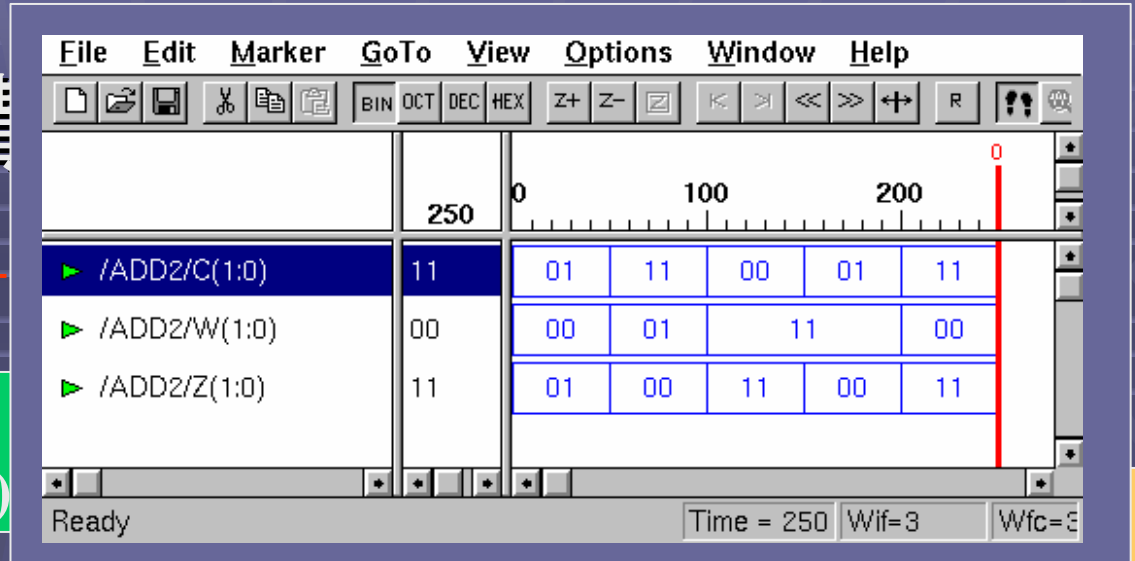 File Edit Marker GoTo View Options Window Help
BIN OCT DEC HEX Z+ Z- Z R
0
250 0 100 200
/ADD2/C(1:0) 11 01 11 00 01 11
/ADD2/W(1:0) 00 00 01 11 00
/ADD2/Z(1:0) 11 01 00 11 00 11
)
Ready Time = 250 Wif=3 Wfc=3